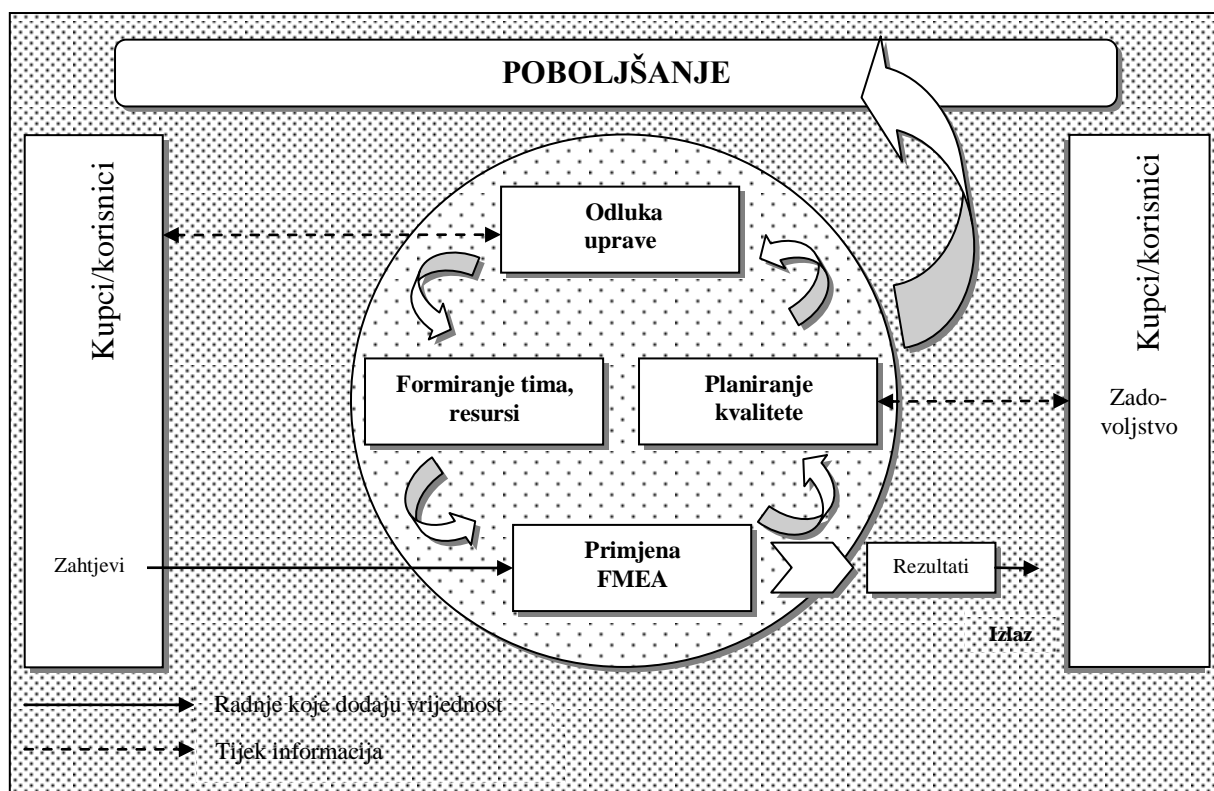 POBOLJŠANJE
Kupci/korisnici
Zahtjevi
Odluka
uprave
Formiranje tima,
resursi
Planiranje
kvalitete
Primjena
FMEA
Rezultati
Izlaz
Kupci/korisnici
Zado-
voljstvo
Radnje koje dodaju vrijednost
Tijek informacija